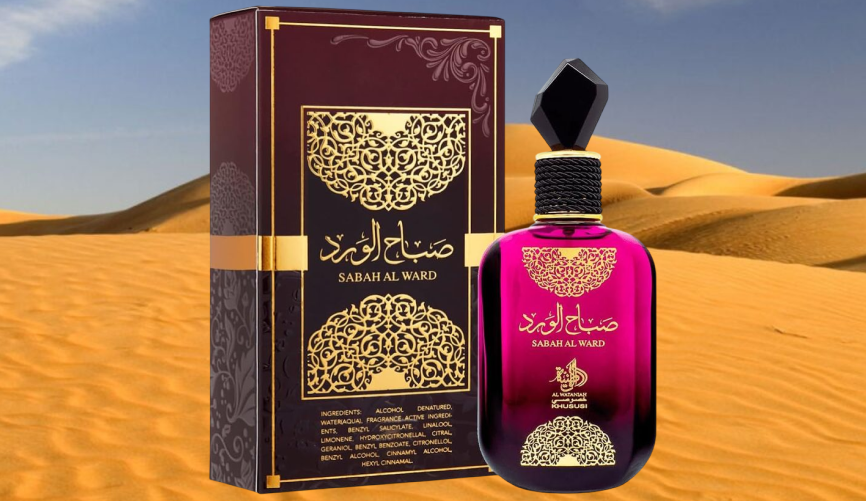 صباح الورد
SABAH AL WARD
INGREDIENTS: ALCOHOL DENATURED,
WATER(AQUA), FRAGRANCE, ACTIVE INGREDI-
ENTS, BENZYL SALICYLATE, LINALOOL,
LIMONENE, HYDROXYCITRONELLAL, CITRAL,
GERANIOL, BENZYL BENZOATE, CITRONELLOL,
BENZYL ALCOHOL, CINNAMYL ALCOHOL,
HEXYL CINNAMAL.
صباح الورد
SABAH AL WARD
الوطنية
AL WATANIAH
خصوصي
KHUSUSI